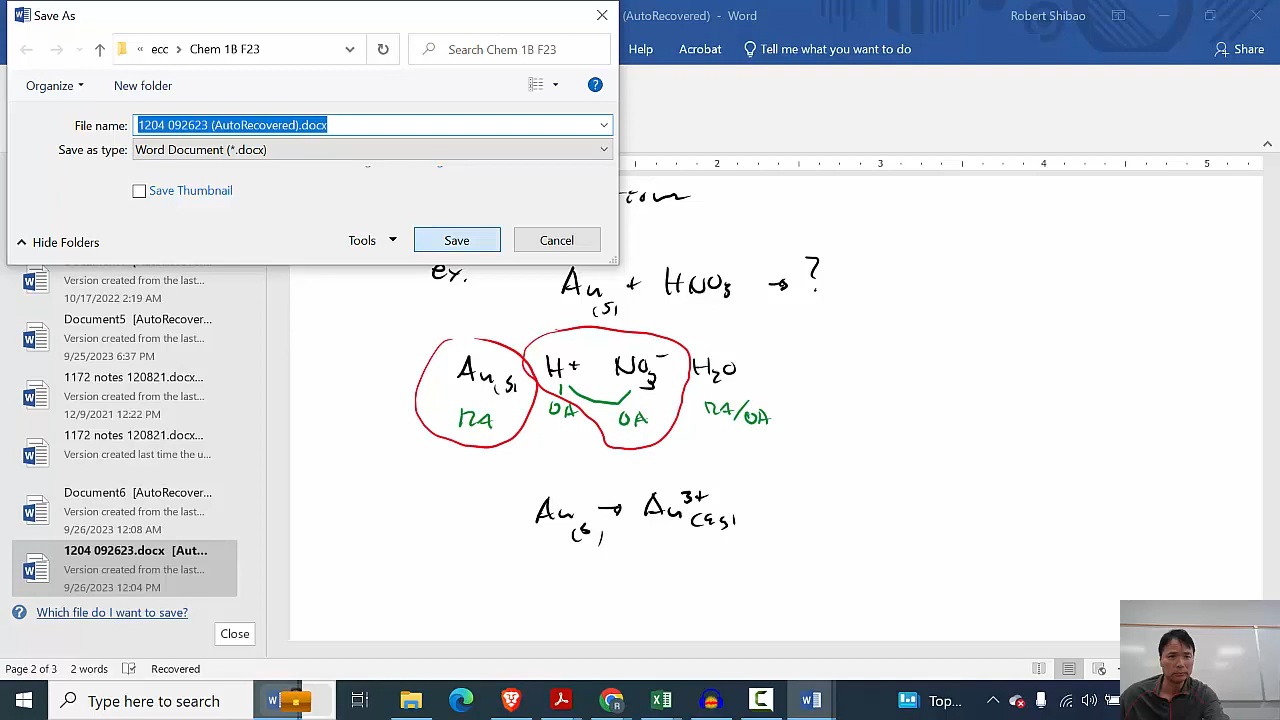 Save As
(AutoRecovered) - Word
Robert Shibao
« ecc > Chem 1B F23
Search Chem 1B F23
Help
Acrobat
Tell me what you want to do
Share
Organize
New folder
File name:
1204 092623 (AutoRecovered).docx
Save as type:
Word Document (*.docx)
Save Thumbnail
Hide Folders
Tools
Save
Cancel
2
3
4
5
Version created from the last...
10/17/2022 2:19 AM
Document5 [AutoRecover...
Version created from the last...
9/25/2023 6:37 PM
1172 notes 120821.docx...
Version created from the last...
12/9/2021 12:22 PM
1172 notes 120821.docx...
Version created last time the u...
Document6 [AutoRecover...
Version created from the last...
9/26/2023 12:08 AM
1204 092623.docx [Aut...
Version created from the last...
9/26/2023 12:04 PM
Which file do I want to save?
Close
ex. Au(s) + HNO3 → ?
Au(s) H+ NO3- H2O
RA OA OA RA/OA
Au(s) → Au3+(aq)
Page 2 of 3
2 words
Recovered
Type here to search
Top...